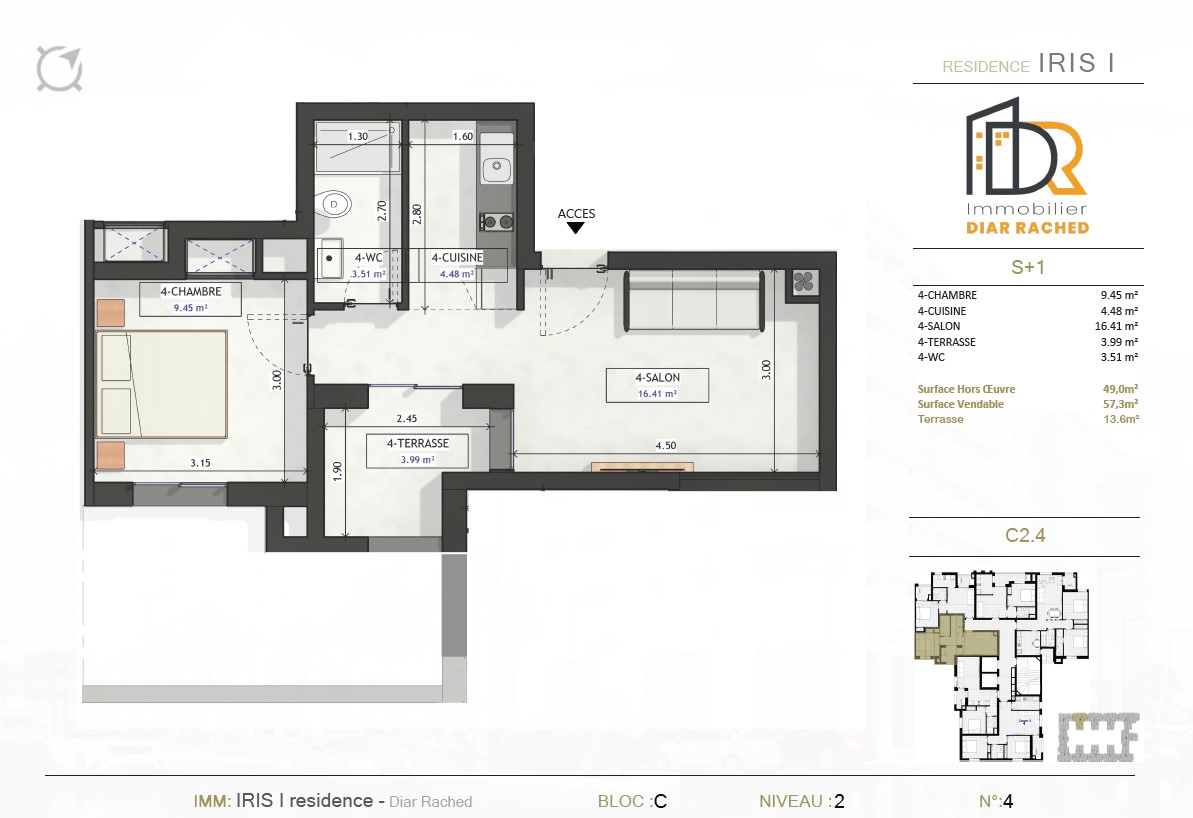 RESIDENCE IRIS I
DR
Immobilier
DIAR RACHED
S+1
4-CHAMBRE 9.45 m²
4-CUISINE 4.48 m²
4-SALON 16.41 m²
4-TERRASSE 3.99 m²
4-WC 3.51 m²
Surface Hors Œuvre 49,0m²
Surface Vendable 57,3m²
Terrasse 13.6m²
C2.4
1.30
1.60
2.70
2.80
ACCES
4-WC
3.51 m²
4-CUISINE
4.48 m²
4-CHAMBRE
9.45 m²
3.00
3.00
4-SALON
16.41 m²
2.45
4-TERRASSE
3.99 m²
4.50
3.15
1.90
IMM: IRIS I residence - Diar Rached
BLOC :C
NIVEAU :2
N°:4